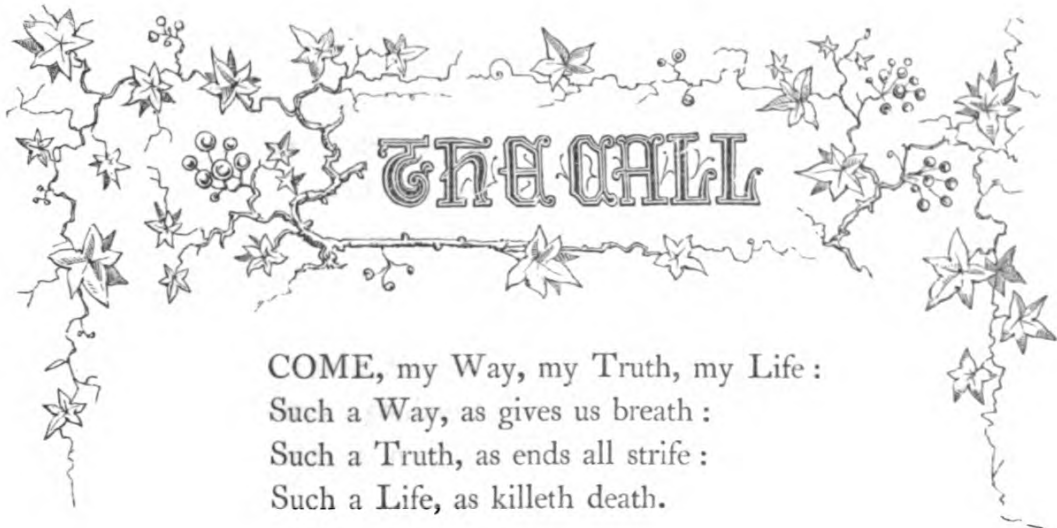 THE CALL
COME, my Way, my Truth, my Life :
Such a Way, as gives us breath :
Such a Truth, as ends all strife :
Such a Life, as killeth death.